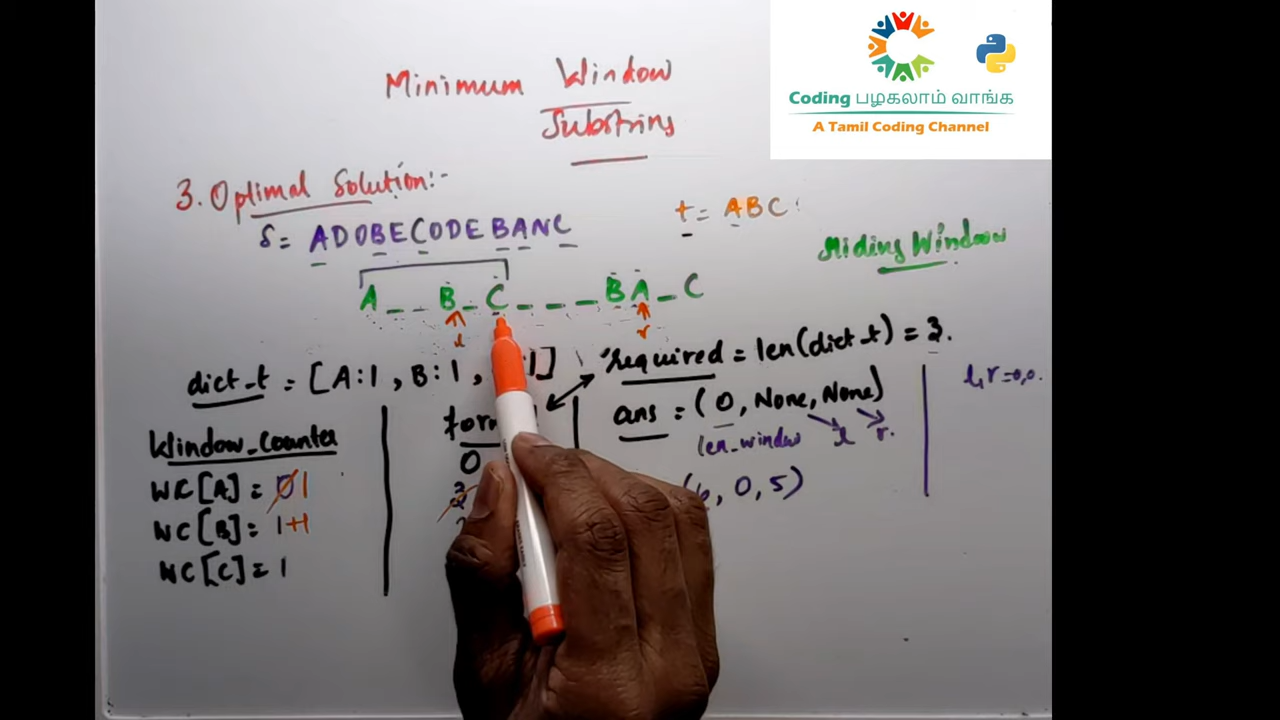 Minimum Window
Substring
Coding பழகலாம் வாங்க
A Tamil Coding Channel
3. Optimal Solution:-
S = ADOBECODEBANC
t = ABC
Sliding Window
A _ _ B _ C _ _ _ B A _ C
l r
dict_t = [A:1, B:1, :1]
required = len(dict_t) = 3.
l,r=0,0.
Window_Counter
WC[A] = 0 1
WC[B] = 1+1
WC[C] = 1
for
0
ans = (0, None, None)
len_window l r.
, 0, 5)